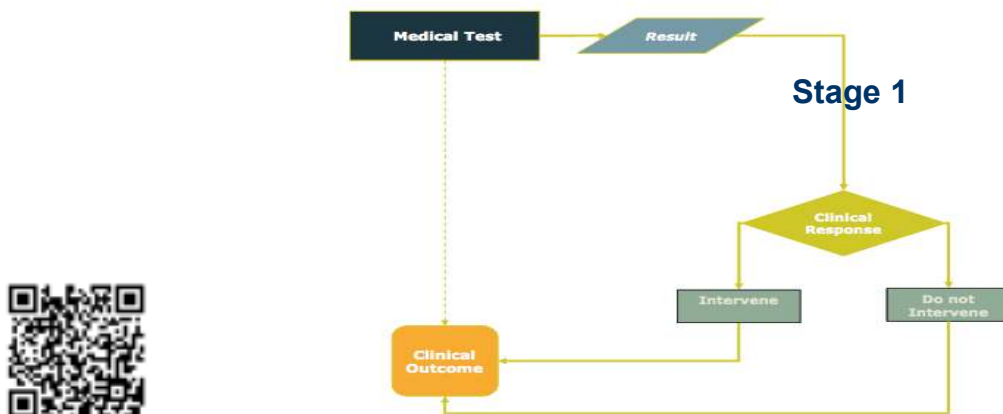 Medical Test
Result
Stage 1
Clinical
Response
Intervene
Do not
Intervene
Clinical
Outcome